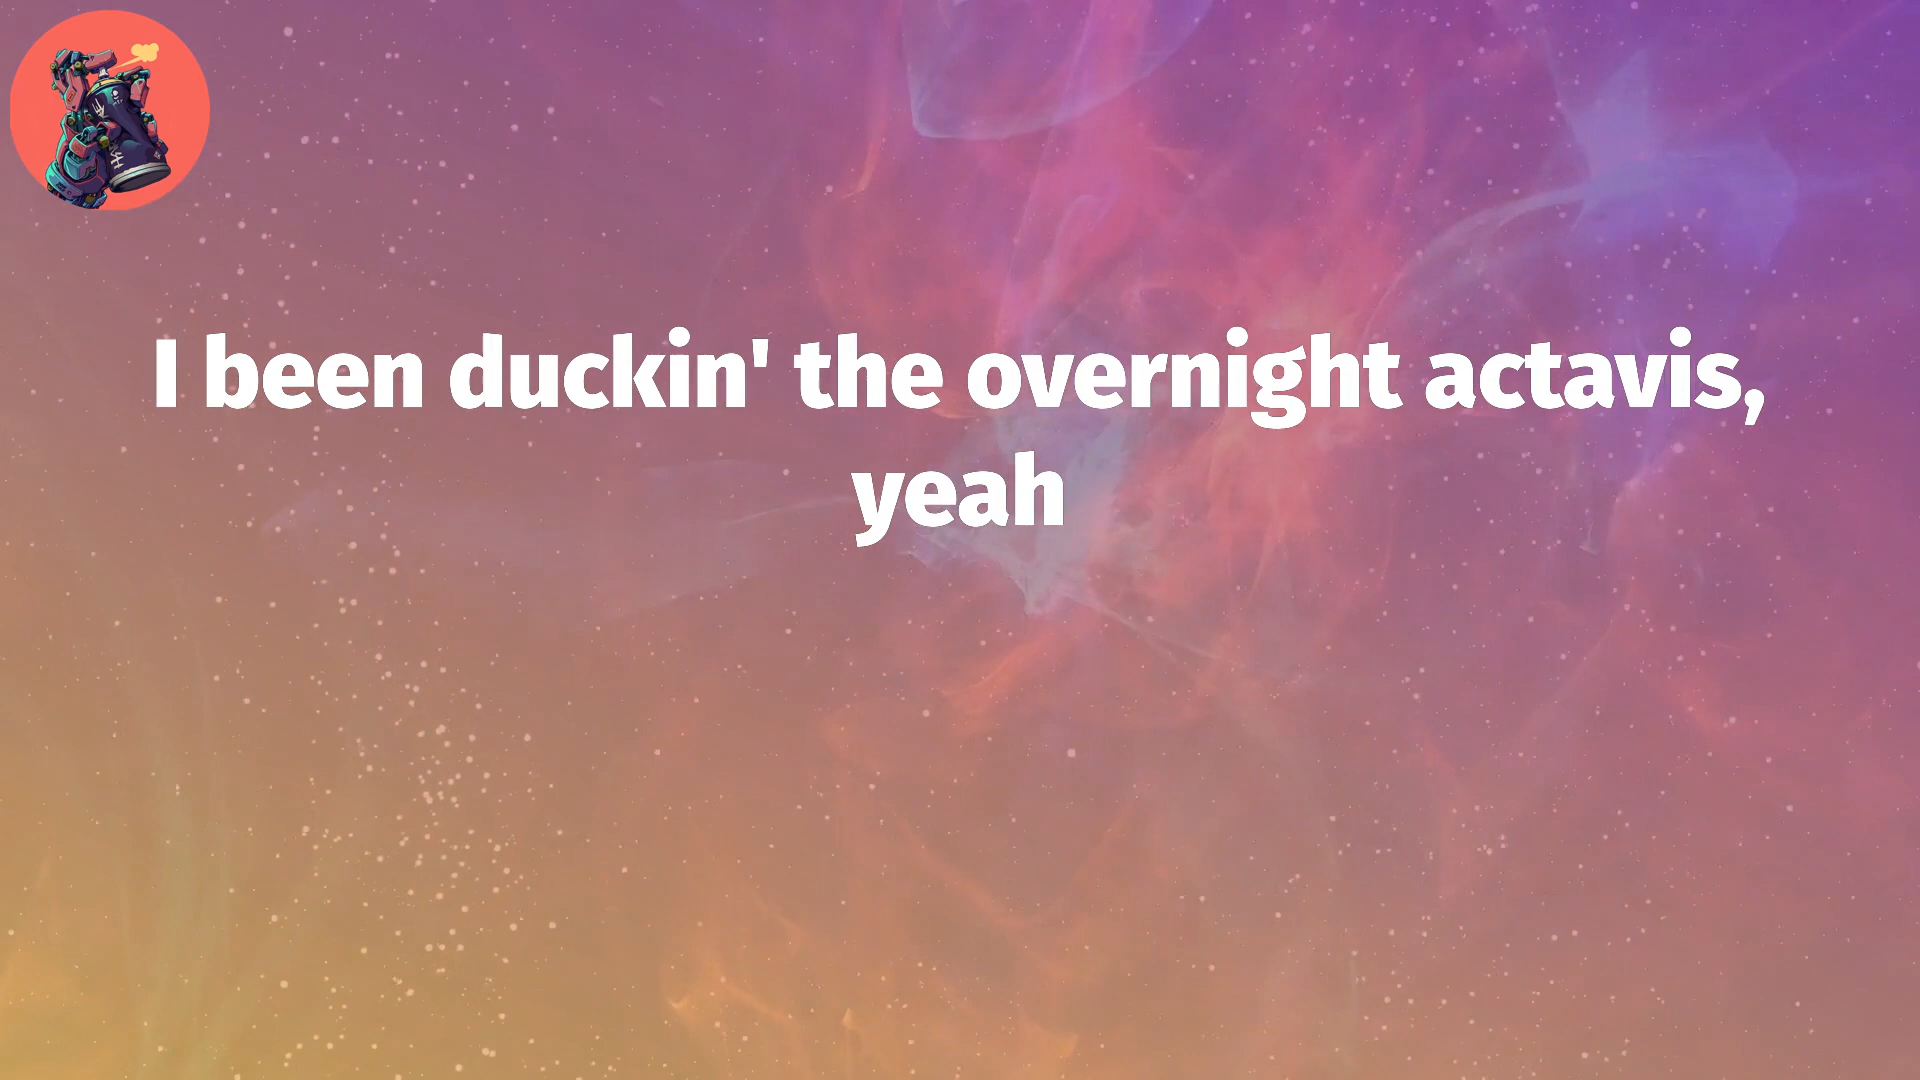 I been duckin' the overnight actavis,
yeah